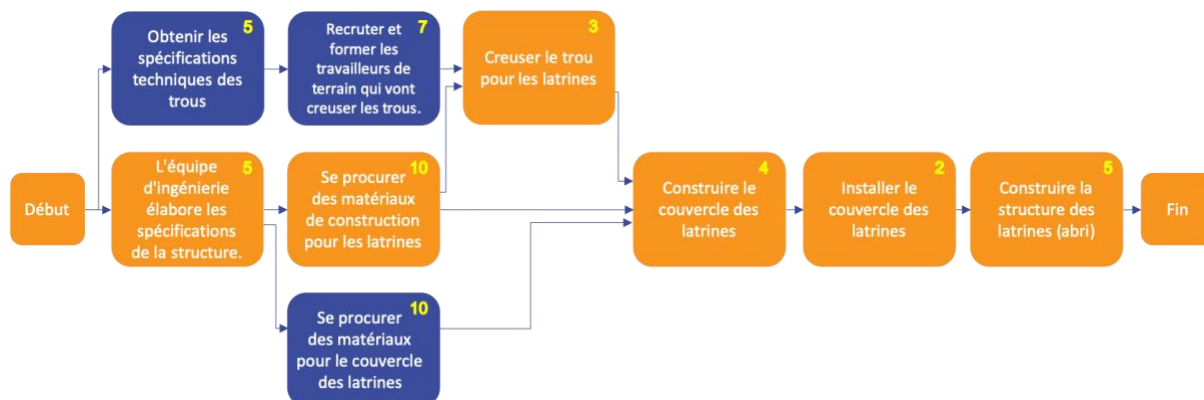 5
Obtenir les
spécifications
techniques des
trous
7
Recruter et
former les
travailleurs de
terrain qui vont
creuser les trous.
3
Creuser le trou
pour les latrines
Début
5
L'équipe
d'ingénierie
élabore les
spécifications
de la structure.
10
Se procurer
des matériaux
de construction
pour les latrines
4
Construire le
couvercle des
latrines
2
Installer le
couvercle des
latrines
5
Construire la
structure des
latrines (abri)
Fin
10
Se procurer
des matériaux
pour le couvercle
des latrines